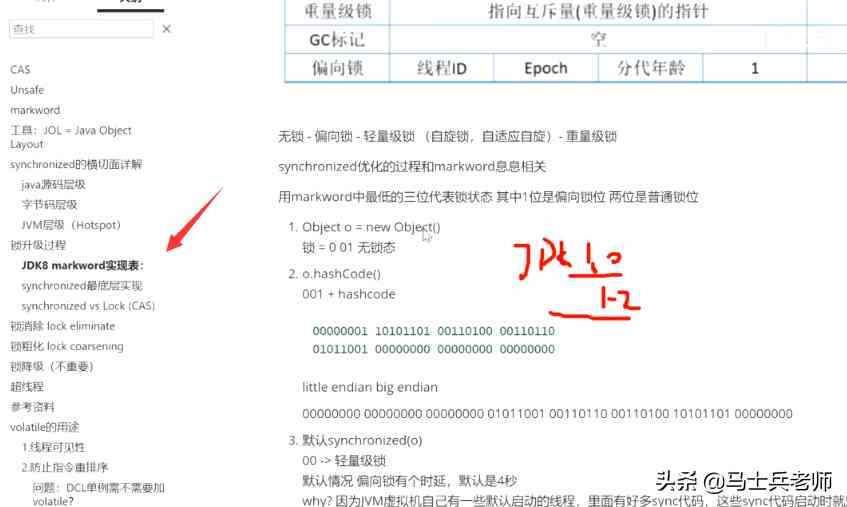 查找 ×
CAS
Unsafe
markword
工具：JOL = Java Object
Layout
synchronized的横切面详解
java源码层级
字节码层级
JVM层级（Hotspot）
锁升级过程
JDK8 markword实现表：
synchronized最底层实现
synchronized vs Lock (CAS)
锁消除 lock eliminate
锁粗化 lock coarsening
锁降级（不重要）
超线程
参考资料
volatile的用途
1.线程可见性
2.防止指令重排序
问题：DCL单例需不需要加
volatile?
重量级锁 指向互斥量(重量级锁)的指针
GC标记 空
偏向锁 线程ID Epoch 分代年龄 1
无锁 - 偏向锁 - 轻量级锁 （自旋锁，自适应自旋）- 重量级锁
synchronized优化的过程和markword息息相关
用markword中最低的三位代表锁状态 其中1位是偏向锁位 两位是普通锁位
1. Object o = new Object()
锁 = 0 01 无锁态
JDK 1.0
1-2
2. o.hashCode()
001 + hashcode
00000001 10101101 00110100 00110110
01011001 00000000 00000000 00000000
little endian big endian
00000000 00000000 00000000 01011001 00110110 00110100 10101101 00000000
3. 默认synchronized(o)
00 -> 轻量级锁
默认情况 偏向锁有个时延，默认是4秒
why? 因为JVM虚拟机自己有一些默认启动的线程，里面有好多sync代码，这些sync代码启动时就
头条 @马士兵老师